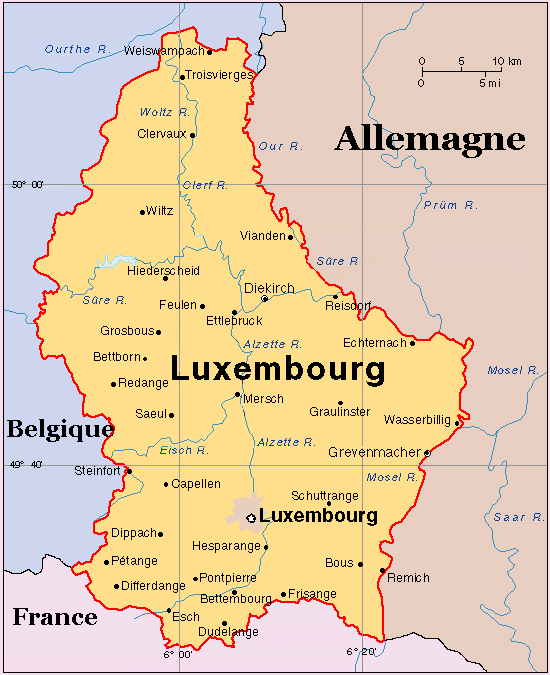 Ourthe R.
Weiswampach
Troisvierges
0 5 10 km
0 5 mi
Woltz R.
Clervaux
Our R.
Allemagne
50° 00'
Clerf R.
Wiltz
Prüm R.
Vianden
Sûre R
Hiederscheid
Diekirch
Sûre R.
Feulen
Reisdorf
Ettlebruck
Grosbous
Alzette R.
Echternach
Bettborn
Luxembourg
Mosel R.
Redange
Mersch
Saeul
Graulinster
Wasserbillig
Belgique
Alzette R.
Eisch R.
Grevenmacher
49° 40'
Steinfort
Mosel R.
Capellen
Schuttrange
Luxembourg
Saar R.
Dippach
Hesparange
Pétange
Bous
Remich
Pontpierre
Differdange
Bettembourg
Frisange
France
Esch
Dudelange
6° 00'
6° 20'